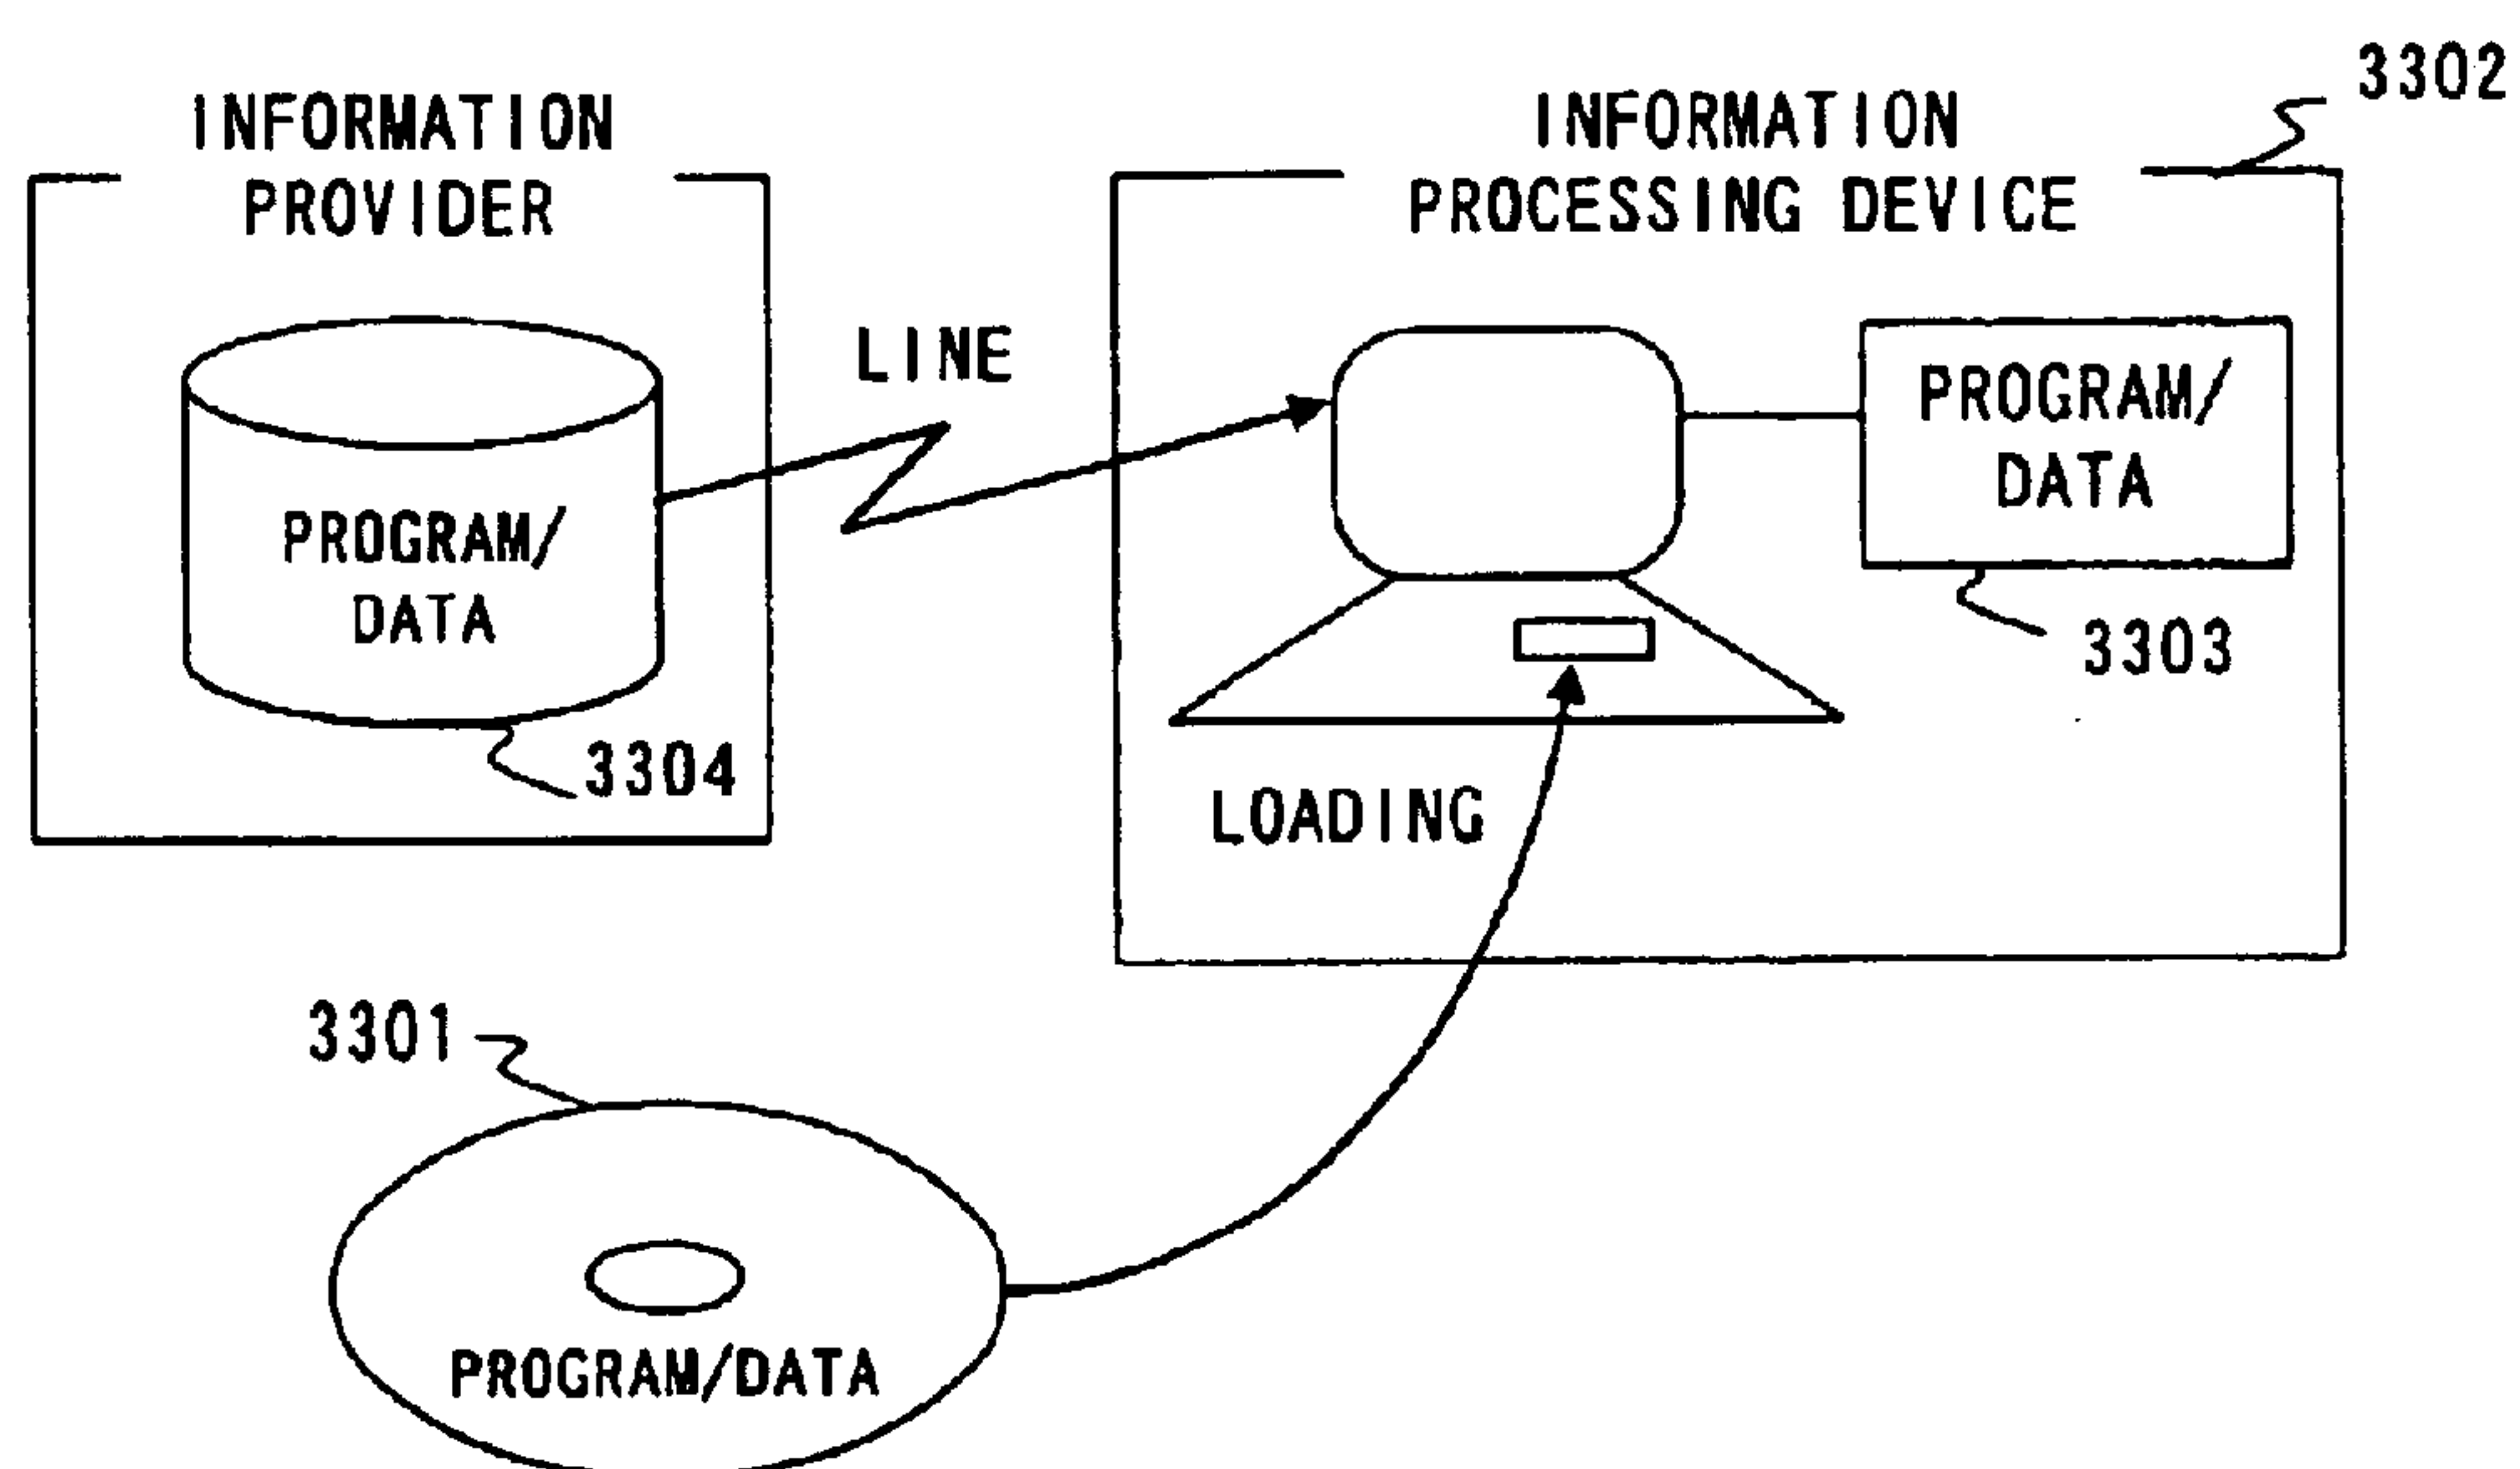 3302
INFORMATION
PROVIDER
INFORMATION
PROCESSING DEVICE
LINE
PROGRAM/
DATA
PROGRAM/
DATA
3303
3304
LOADING
3301
PROGRAM/DATA